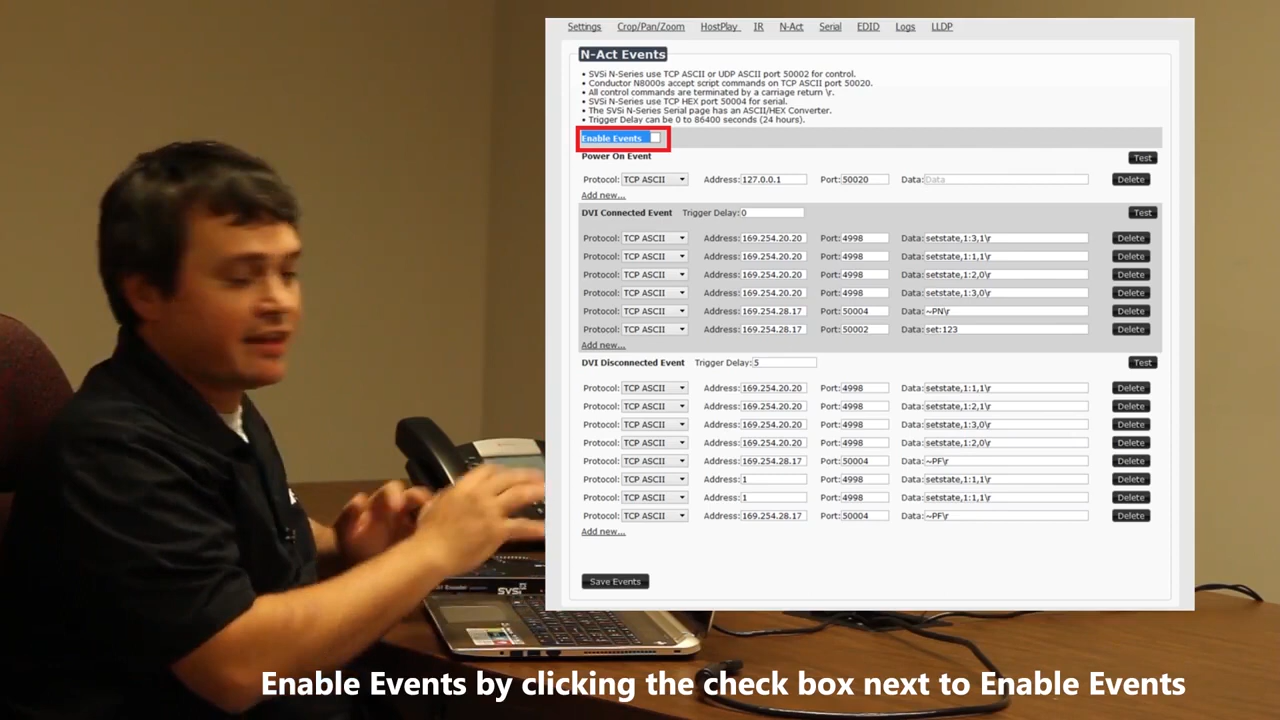 Settings Crop/Pan/Zoom HostPlay IR N-Act Serial EDID Logs LLDP
N-Act Events
• SVSi N-Series use TCP ASCII or UDP ASCII port 50002 for control.
• Conductor N8000s accept script commands on TCP ASCII port 50020.
• All control commands are terminated by a carriage return \r.
• SVSi N-Series use TCP HEX port 50004 for serial.
• The SVSi N-Series Serial page has an ASCII/HEX Converter.
• Trigger Delay can be 0 to 86400 seconds (24 hours).
Enable Events
Power On Event Test
Protocol: TCP ASCII Address: 127.0.0.1 Port: 50020 Data: Data Delete
Add new...
DVI Connected Event Trigger Delay: 0 Test
Protocol: TCP ASCII Address: 169.254.20.20 Port: 4998 Data: setstate,1:3,1\r Delete
Protocol: TCP ASCII Address: 169.254.20.20 Port: 4998 Data: setstate,1:1,1\r Delete
Protocol: TCP ASCII Address: 169.254.20.20 Port: 4998 Data: setstate,1:2,0\r Delete
Protocol: TCP ASCII Address: 169.254.20.20 Port: 4998 Data: setstate,1:3,0\r Delete
Protocol: TCP ASCII Address: 169.254.28.17 Port: 50004 Data: ~PN\r Delete
Protocol: TCP ASCII Address: 169.254.28.17 Port: 50002 Data: set:123 Delete
Add new...
DVI Disconnected Event Trigger Delay: 5 Test
Protocol: TCP ASCII Address: 169.254.20.20 Port: 4998 Data: setstate,1:1,1\r Delete
Protocol: TCP ASCII Address: 169.254.20.20 Port: 4998 Data: setstate,1:2,1\r Delete
Protocol: TCP ASCII Address: 169.254.20.20 Port: 4998 Data: setstate,1:3,0\r Delete
Protocol: TCP ASCII Address: 169.254.20.20 Port: 4998 Data: setstate,1:2,0\r Delete
Protocol: TCP ASCII Address: 169.254.28.17 Port: 50004 Data: ~PF\r Delete
Protocol: TCP ASCII Address: 1 Port: 4998 Data: setstate,1:1,1\r Delete
Protocol: TCP ASCII Address: 1 Port: 4998 Data: setstate,1:1,1\r Delete
Protocol: TCP ASCII Address: 169.254.28.17 Port: 50004 Data: ~PF\r Delete
Add new...
Save Events
Encoder SVSi
Enable Events by clicking the check box next to Enable Events